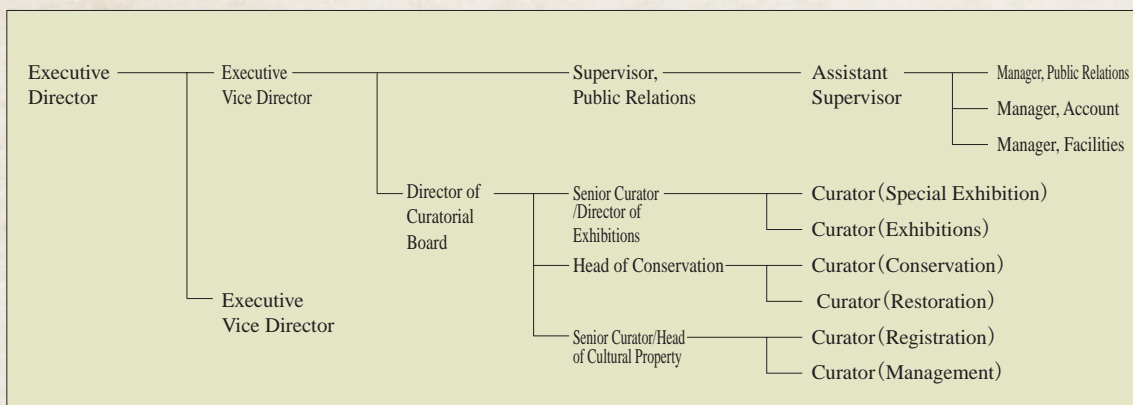 Executive
Director
Executive
Vice Director
Supervisor,
Public Relations
Assistant
Supervisor
Manager, Public Relations
Manager, Account
Manager, Facilities
Director of
Curatorial
Board
Senior Curator
/Director of
Exhibitions
Curator（Special Exhibition）
Curator（Exhibitions）
Head of Conservation
Curator（Conservation）
Curator（Restoration）
Executive
Vice Director
Senior Curator/Head
of Cultural Property
Curator（Registration）
Curator（Management）